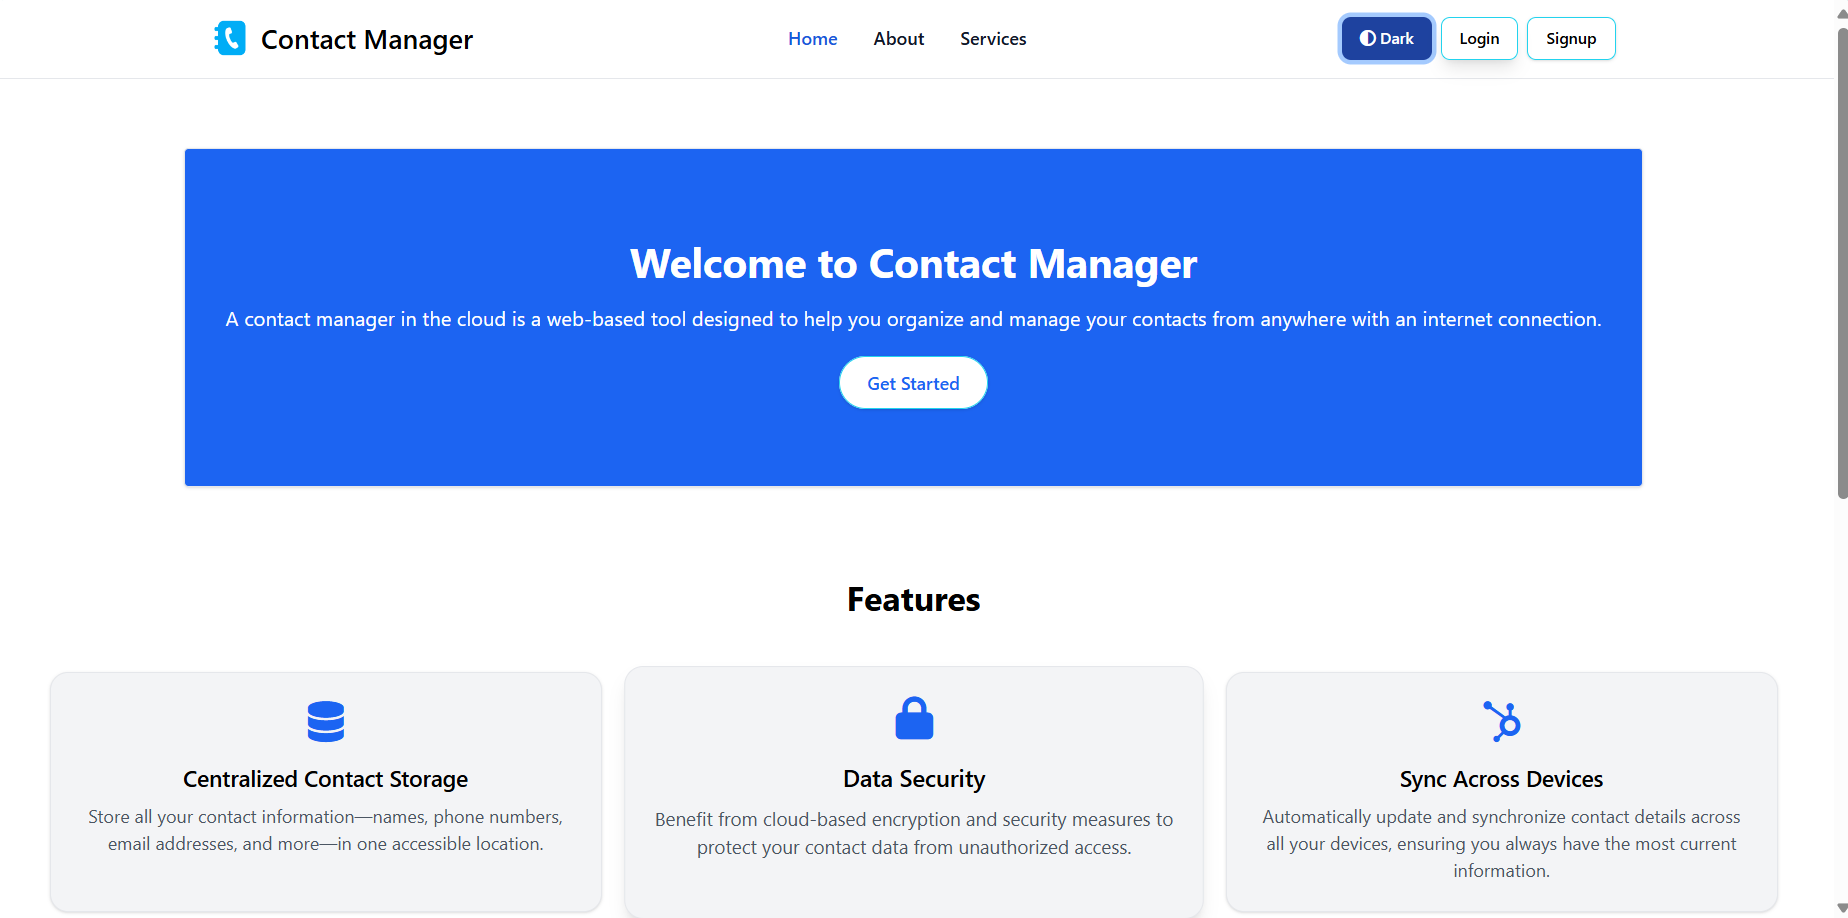 Contact Manager
Home
About
Services
Dark
Login
Signup
Welcome to Contact Manager
A contact manager in the cloud is a web-based tool designed to help you organize and manage your contacts from anywhere with an internet connection.
Get Started
Features
Centralized Contact Storage
Store all your contact information—names, phone numbers,
email addresses, and more—in one accessible location.
Data Security
Benefit from cloud-based encryption and security measures to
protect your contact data from unauthorized access.
Sync Across Devices
Automatically update and synchronize contact details across
all your devices, ensuring you always have the most current
information.